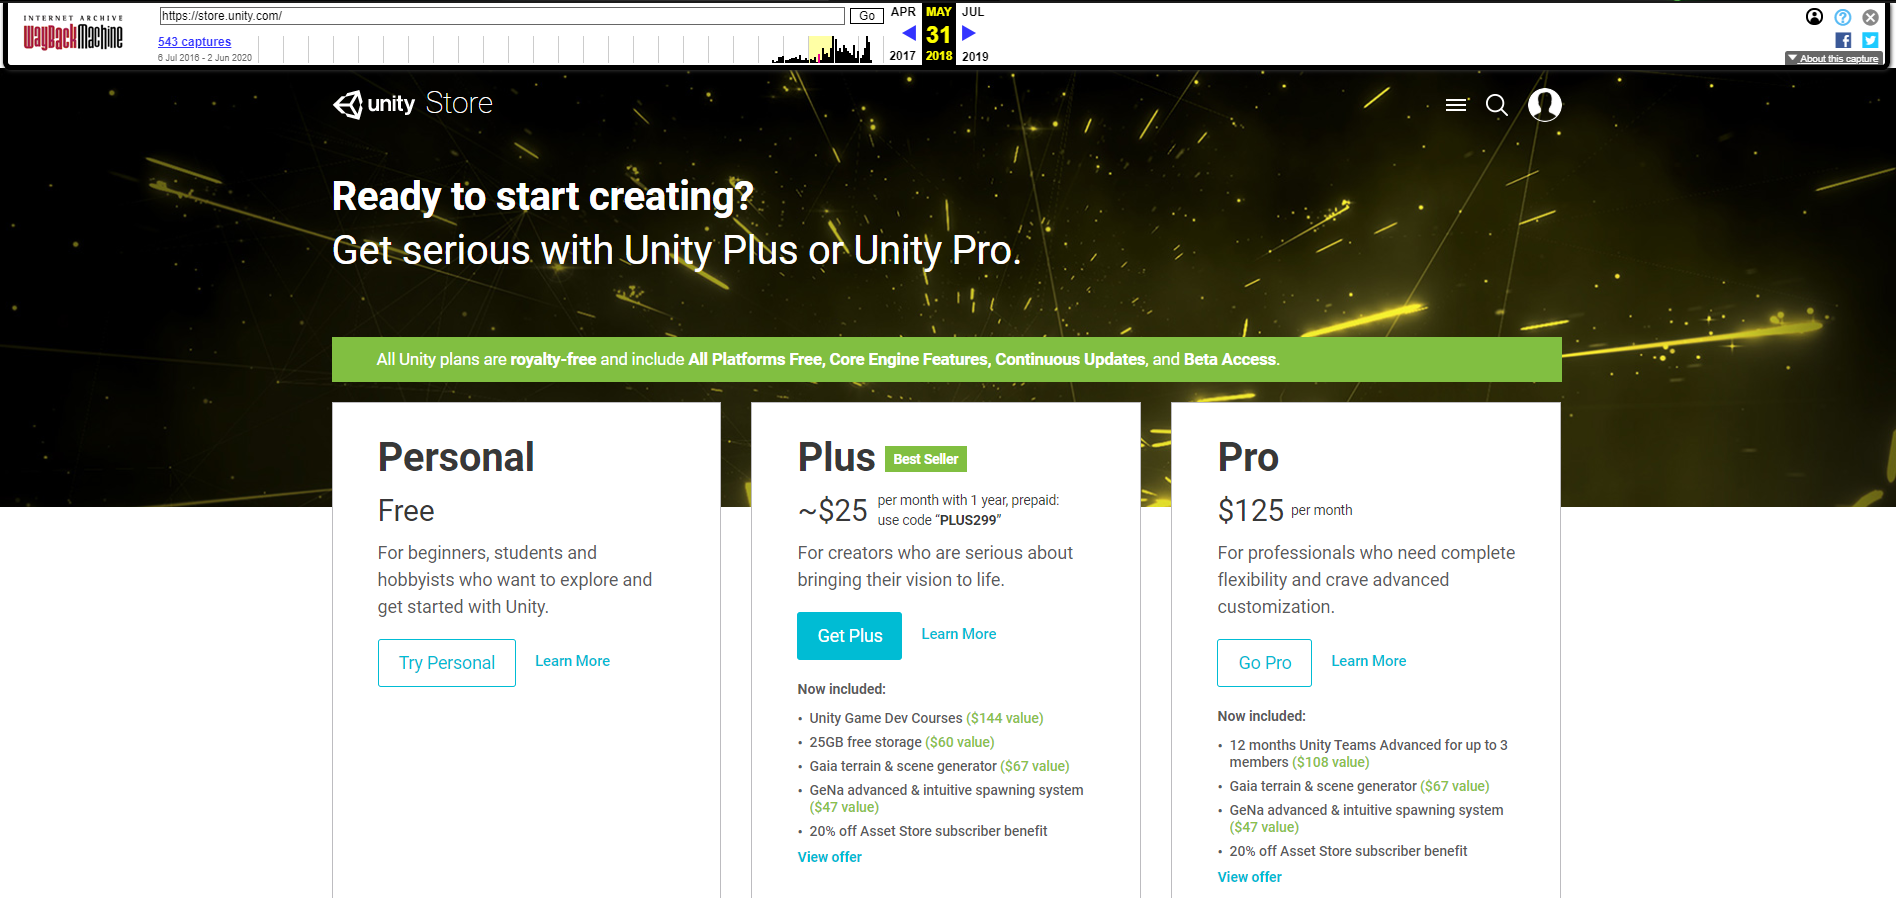 INTERNET ARCHIVE
WayBackMachine
https://store.unity.com/
Go
APR
MAY
JUL
543 captures
31
6 Jul 2016 - 2 Jun 2020
2017
2018
2019
About this capture
unity Store
Ready to start creating?
Get serious with Unity Plus or Unity Pro.
All Unity plans are royalty-free and include All Platforms Free, Core Engine Features, Continuous Updates, and Beta Access.
Personal
Free
For beginners, students and
hobbyists who want to explore and
get started with Unity.
Try Personal
Learn More
Plus
Best Seller
~$25
per month with 1 year, prepaid:
use code “PLUS299”
For creators who are serious about
bringing their vision to life.
Get Plus
Learn More
Now included:
• Unity Game Dev Courses ($144 value)
• 25GB free storage ($60 value)
• Gaia terrain & scene generator ($67 value)
• GeNa advanced & intuitive spawning system
($47 value)
• 20% off Asset Store subscriber benefit
View offer
Pro
$125 per month
For professionals who need complete
flexibility and crave advanced
customization.
Go Pro
Learn More
Now included:
• 12 months Unity Teams Advanced for up to 3
members ($108 value)
• Gaia terrain & scene generator ($67 value)
• GeNa advanced & intuitive spawning system
($47 value)
• 20% off Asset Store subscriber benefit
View offer